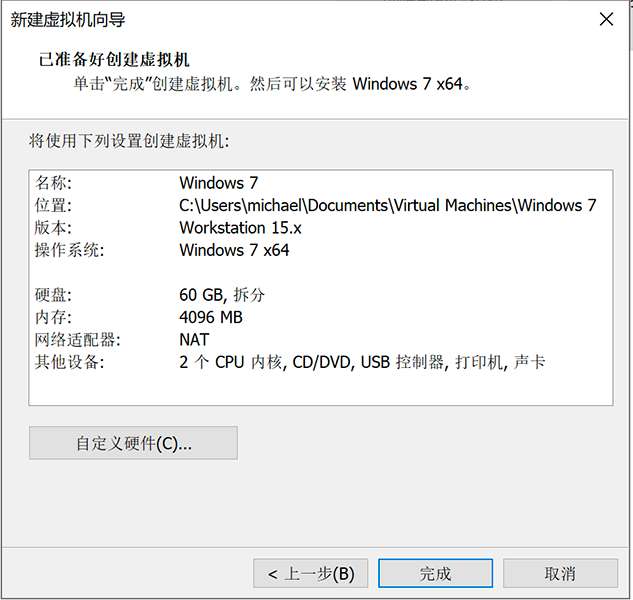 新建虚拟机向导
已准备好创建虚拟机
单击“完成”创建虚拟机。然后可以安装 Windows 7 x64。
将使用下列设置创建虚拟机:
名称: Windows 7
位置: C:\Users\michael\Documents\Virtual Machines\Windows 7
版本: Workstation 15.x
操作系统: Windows 7 x64
硬盘: 60 GB, 拆分
内存: 4096 MB
网络适配器: NAT
其他设备: 2 个 CPU 内核, CD/DVD, USB 控制器, 打印机, 声卡
自定义硬件(C)...
< 上一步(B) 完成 取消